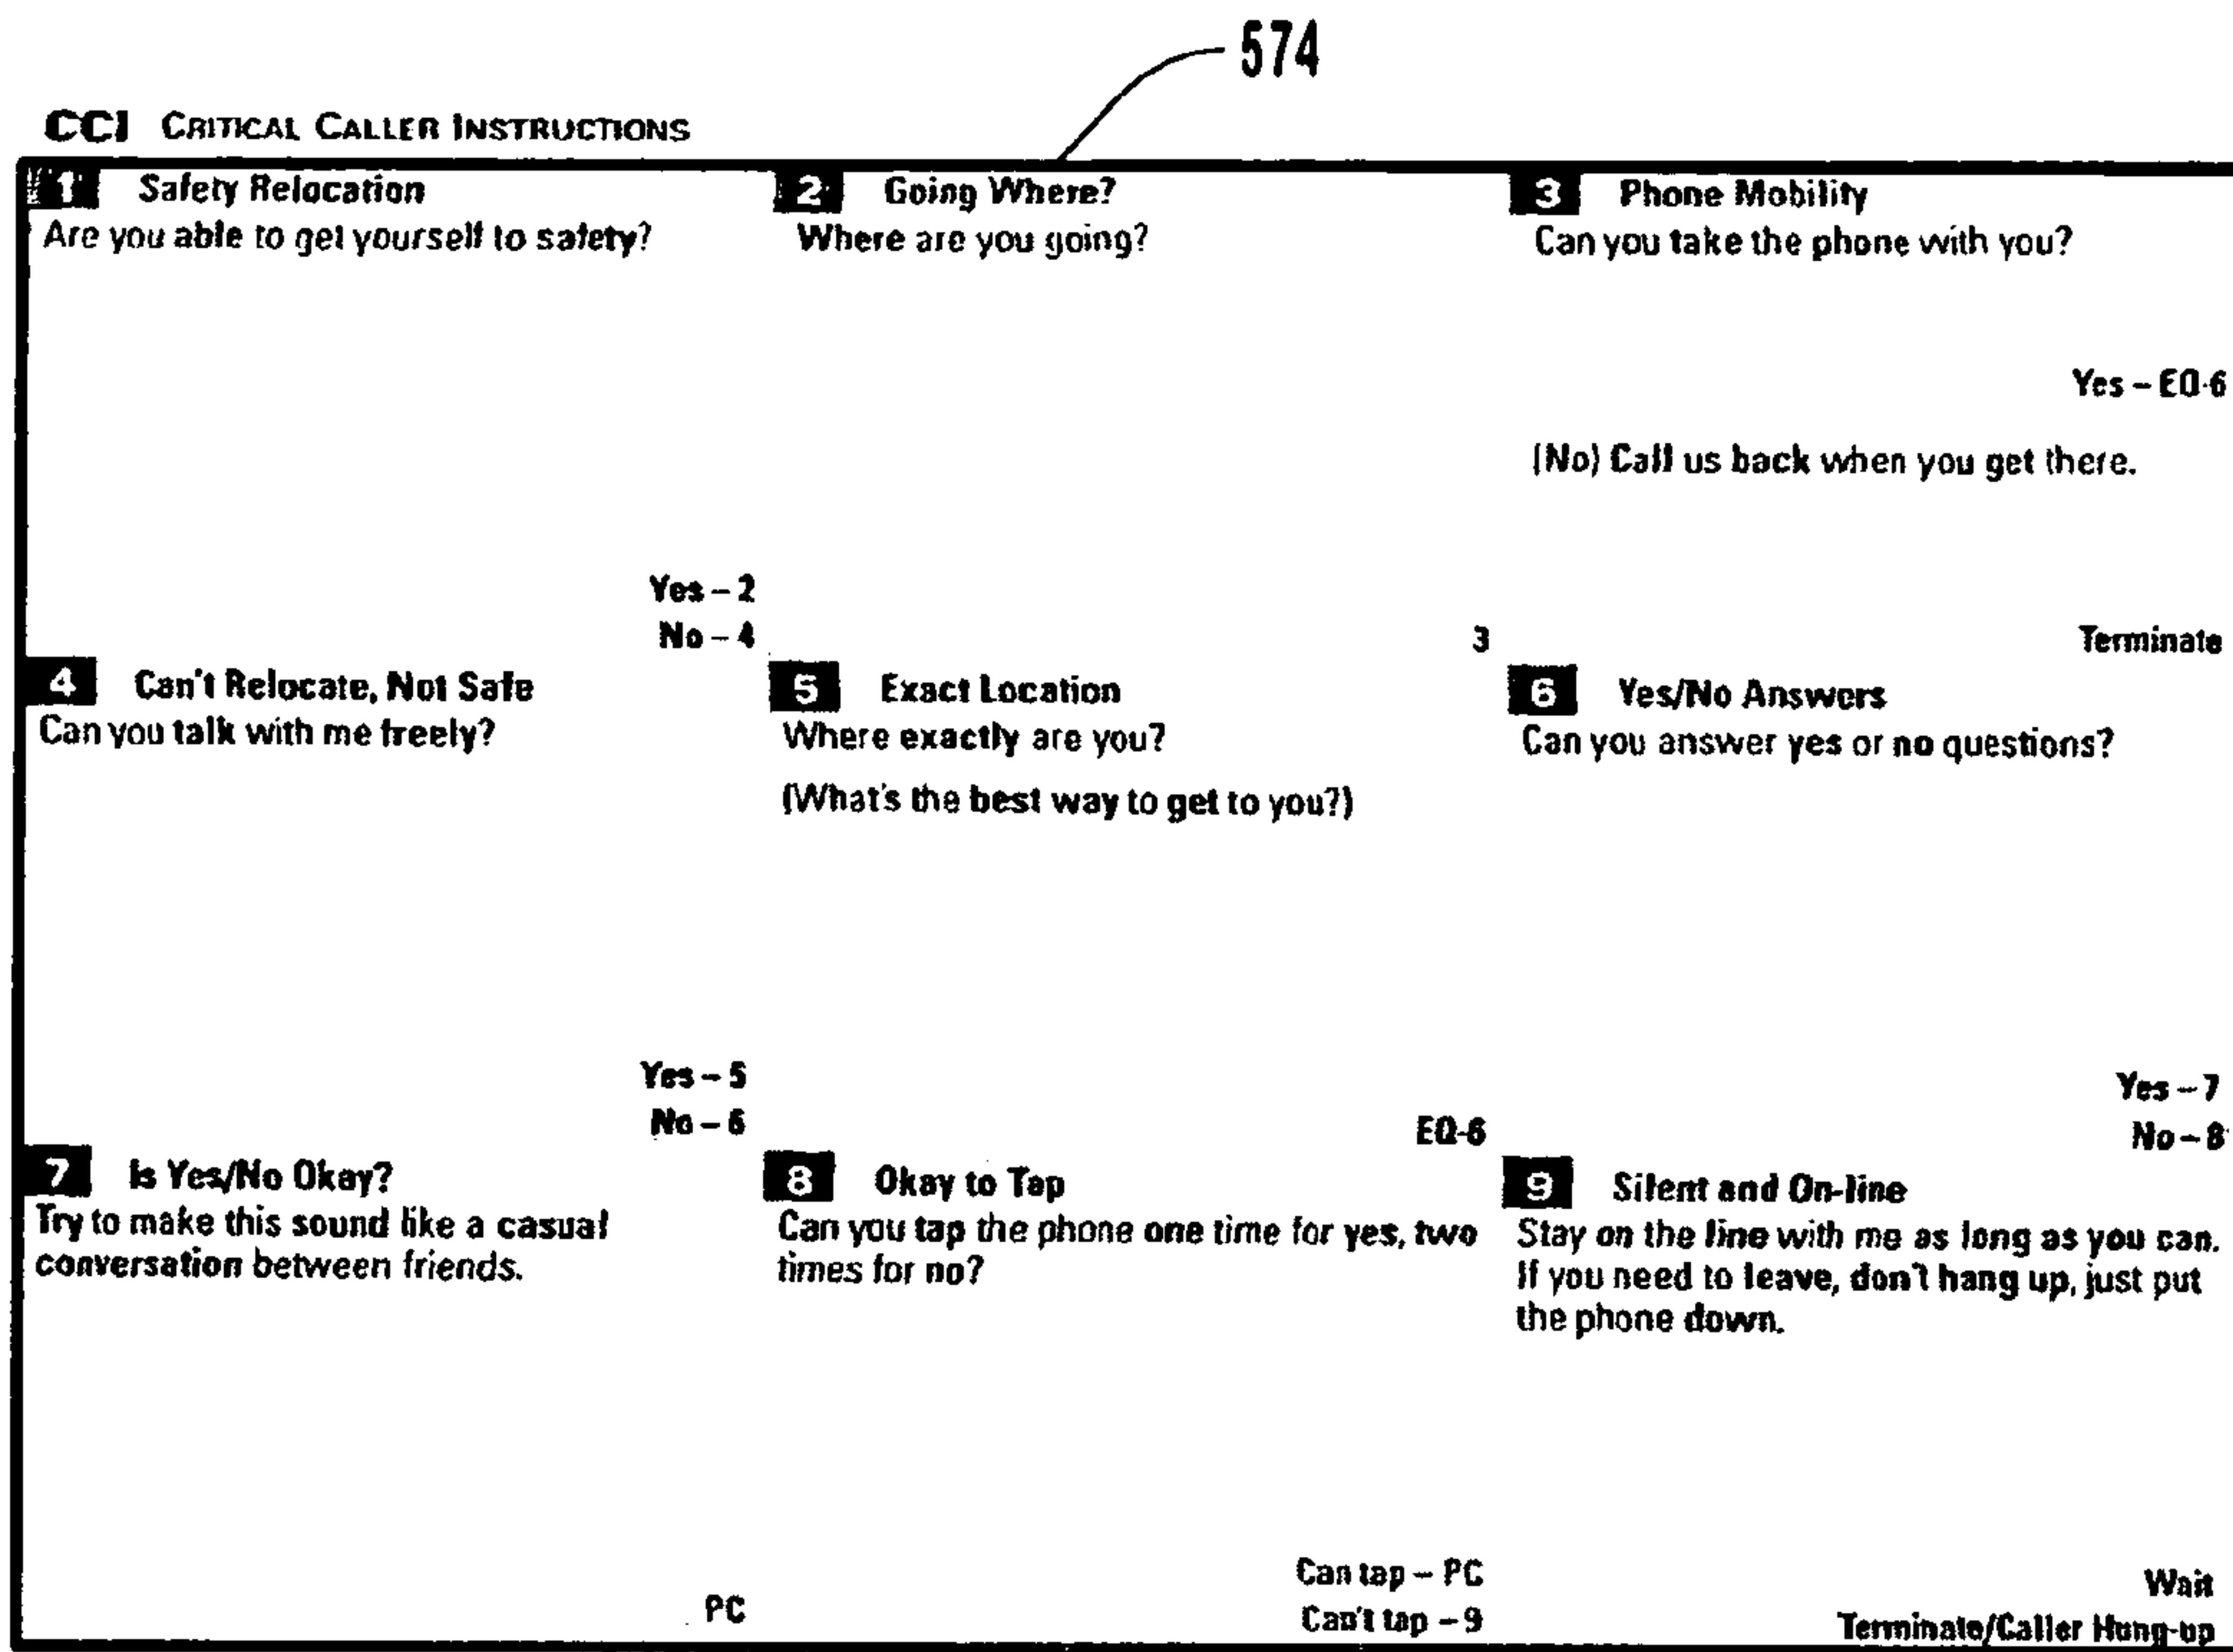 574
CCI CRITICAL CALLER INSTRUCTIONS
1 Safety Relocation
Are you able to get yourself to safety?
Yes – 2
No – 4
2 Going Where?
Where are you going?
3
3 Phone Mobility
Can you take the phone with you?
Yes – EQ-6
(No) Call us back when you get there.
Terminate
4 Can't Relocate, Not Safe
Can you talk with me freely?
Yes – 5
No – 6
5 Exact Location
Where exactly are you?
(What's the best way to get to you?)
EQ-6
6 Yes/No Answers
Can you answer yes or no questions?
Yes – 7
No – 8
7 Is Yes/No Okay?
Try to make this sound like a casual
conversation between friends.
PC
8 Okay to Tap
Can you tap the phone one time for yes, two
times for no?
Can tap – PC
Can't tap – 9
9 Silent and On-line
Stay on the line with me as long as you can.
If you need to leave, don't hang up, just put
the phone down.
Wait
Terminate/Caller Hung-up